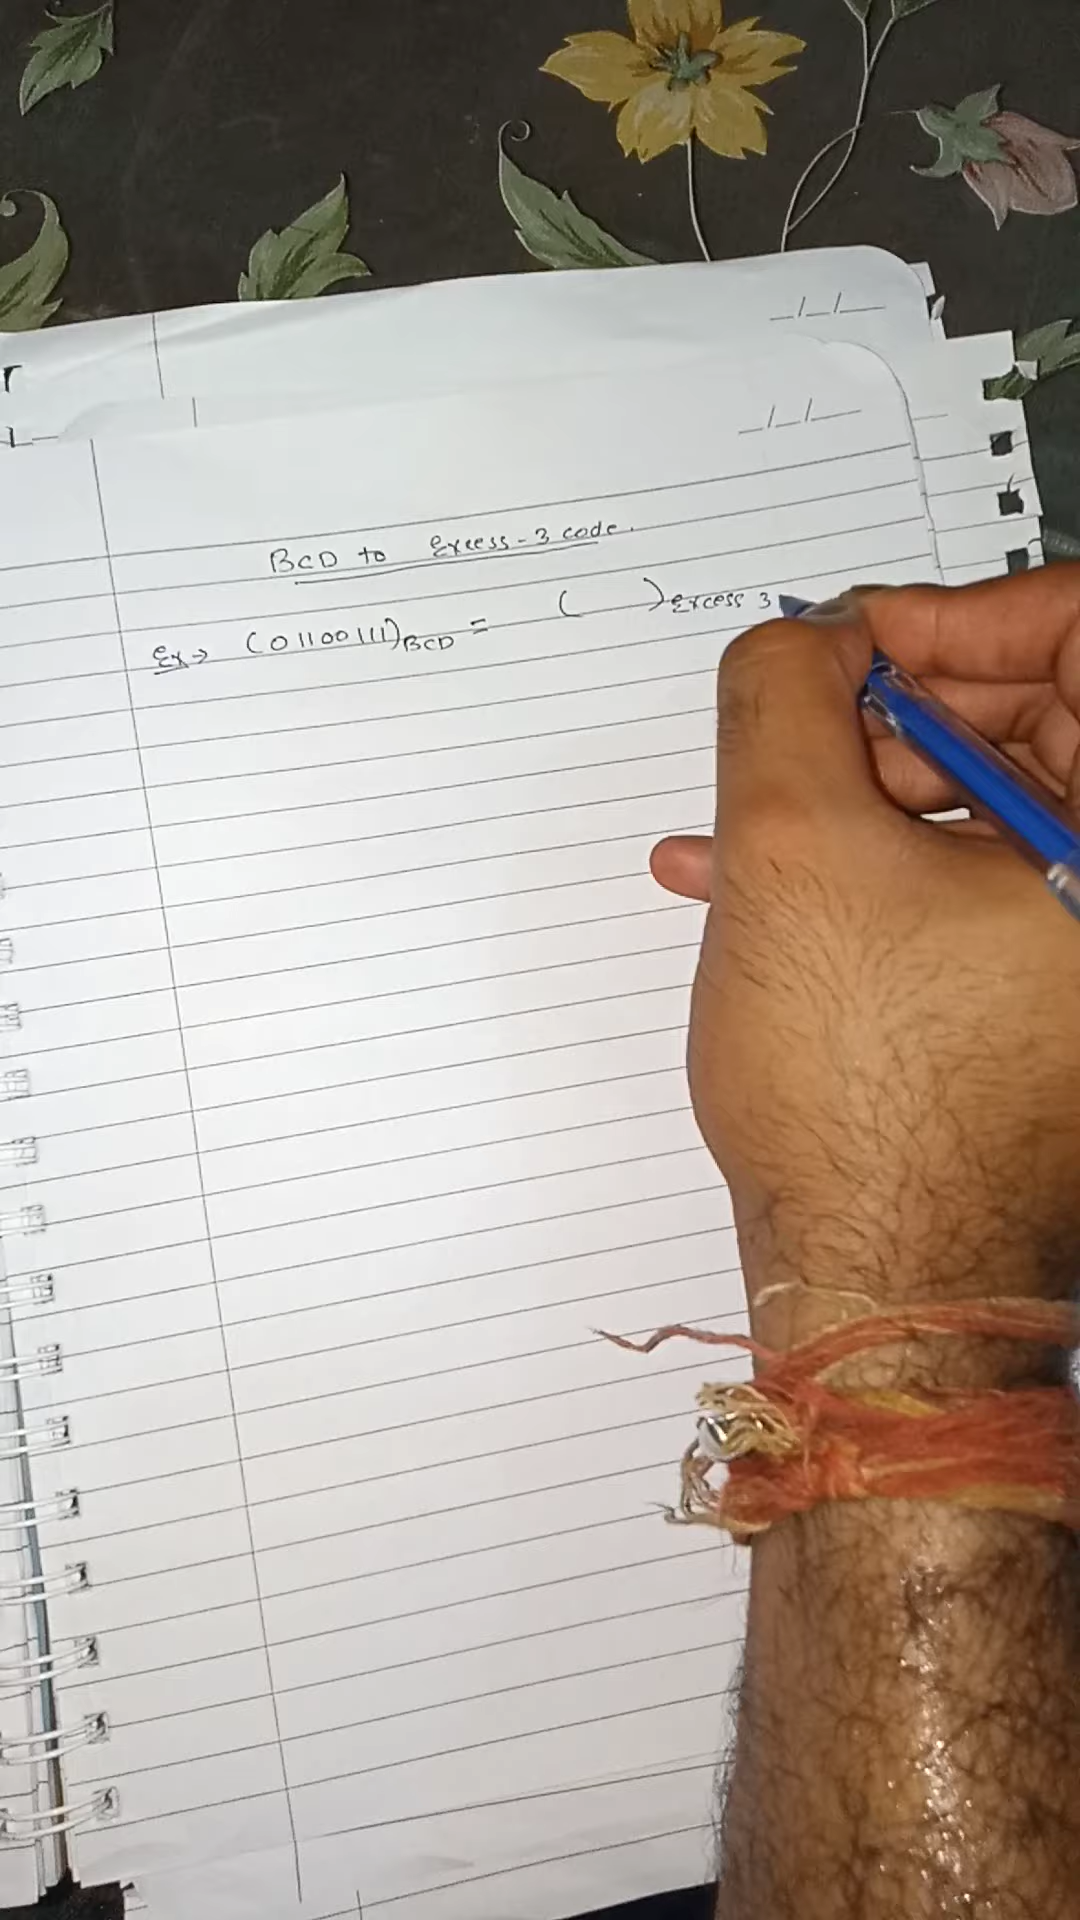 _/_/_
_/_/_
BCD to Excess-3 code.
Ex→ (01100111)BCD = ( )Excess 3